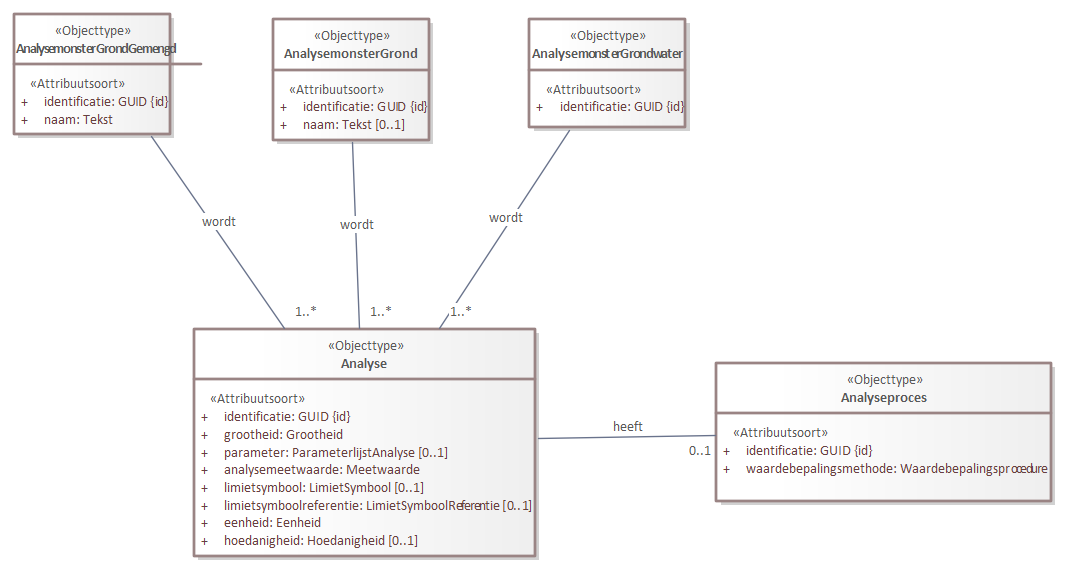 «Objecttype»
AnalysemonsterGrondGemengd
«Attribuutsoort»
+ identificatie: GUID {id}
+ naam: Tekst
«Objecttype»
AnalysemonsterGrond
«Attribuutsoort»
+ identificatie: GUID {id}
+ naam: Tekst [0..1]
«Objecttype»
AnalysemonsterGrondwater
«Attribuutsoort»
+ identificatie: GUID {id}
wordt
wordt
wordt
1..*
1..*
1..*
«Objecttype»
Analyse
«Attribuutsoort»
+ identificatie: GUID {id}
+ grootheid: Grootheid
+ parameter: ParameterlijstAnalyse [0..1]
+ analysemeetwaarde: Meetwaarde
+ limietsymbool: LimietSymbool [0..1]
+ limietsymboolreferentie: LimietSymboolReferentie [0..1]
+ eenheid: Eenheid
+ hoedanigheid: Hoedanigheid [0..1]
heeft
0..1
«Objecttype»
Analyseproces
«Attribuutsoort»
+ identificatie: GUID {id}
+ waardebepalingsmethode: Waardebepalingsprocedure